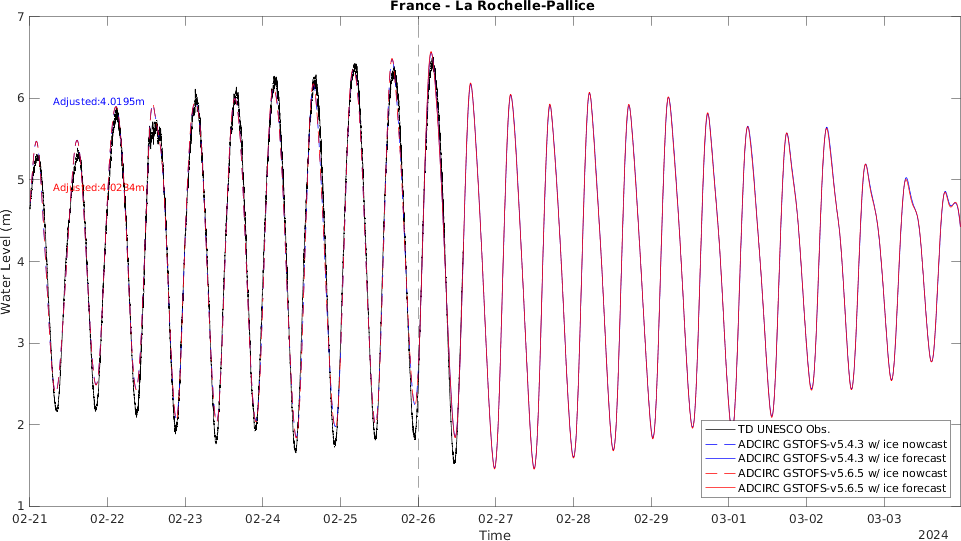 France - La Rochelle-Pallice
7
6
5
4
3
2
1
Water Level (m)
Adjusted:4.0195m
Adjusted:4.0234m
TD UNESCO Obs.
ADCIRC GSTOFS-v5.4.3 w/ ice nowcast
ADCIRC GSTOFS-v5.4.3 w/ ice forecast
ADCIRC GSTOFS-v5.6.5 w/ ice nowcast
ADCIRC GSTOFS-v5.6.5 w/ ice forecast
02-21 02-22 02-23 02-24 02-25 02-26 02-27 02-28 02-29 03-01 03-02 03-03
Time
2024